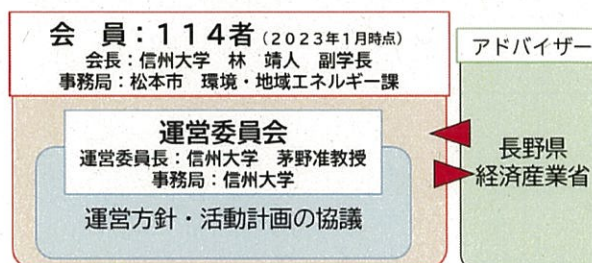 会　員：１１４者（２０２３年１月時点）
会長：信州大学　林　靖人　副学長
事務局：松本市　環境・地域エネルギー課
運営委員会
運営委員長：信州大学　茅野准教授
事務局：信州大学
運営方針・活動計画の協議
アドバイザー
長野県
経済産業省